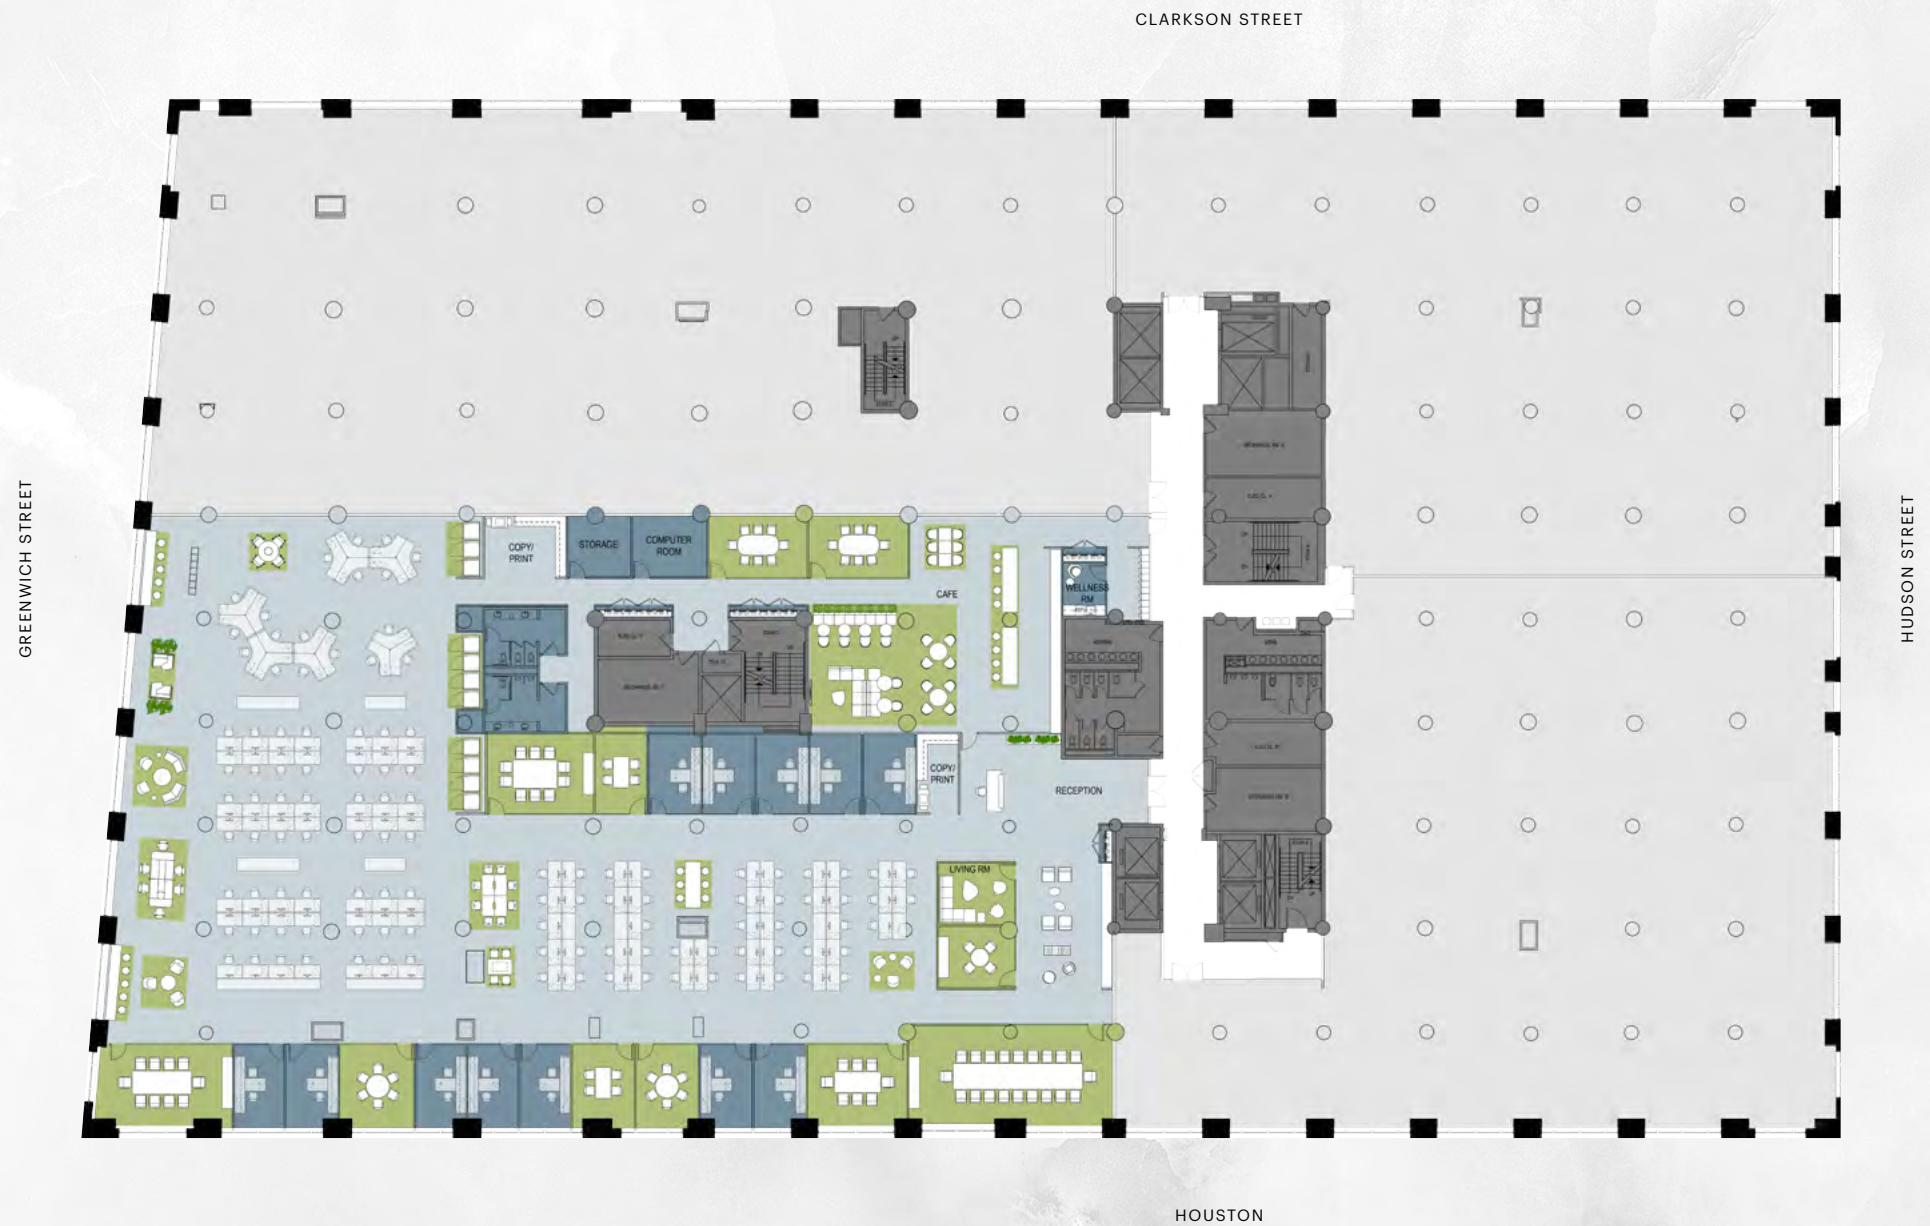 CLARKSON STREET
GREENWICH STREET
HUDSON STREET
COPY/
PRINT
STORAGE
COMPUTER
ROOM
CAFE
WELLNESS
RM
COPY/
PRINT
RECEPTION
LIVING RM
HOUSTON